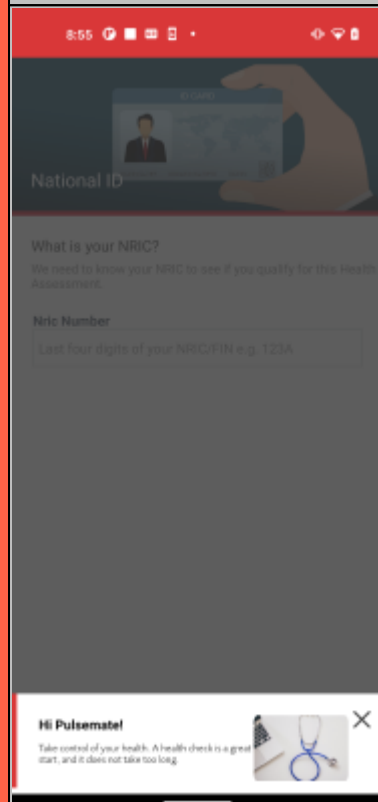 8:55
ID CARD
National ID
What is your NRIC?
We need to know your NRIC to see if you qualify for this Health
Assessment.
Nric Number
Last four digits of your NRIC/FIN e.g. 123A
Hi Pulsemate!
Take control of your health. A health check is a great
start, and it does not take too long.